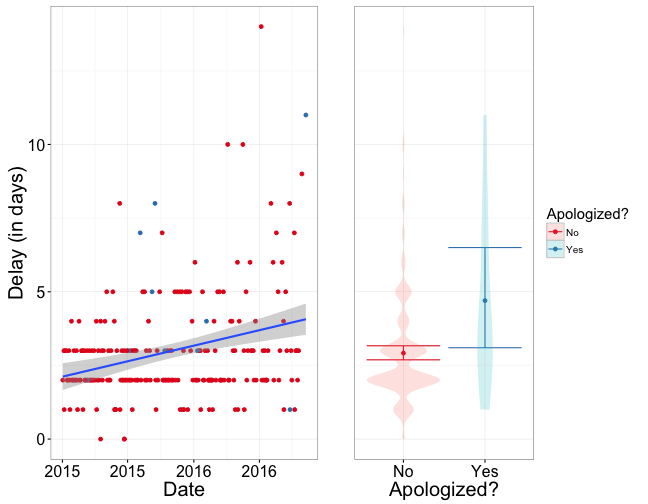 Delay (in days)
10
5
0
2015 2015 2016 2016
Date
No Yes
Apologized?
Apologized?
No
Yes